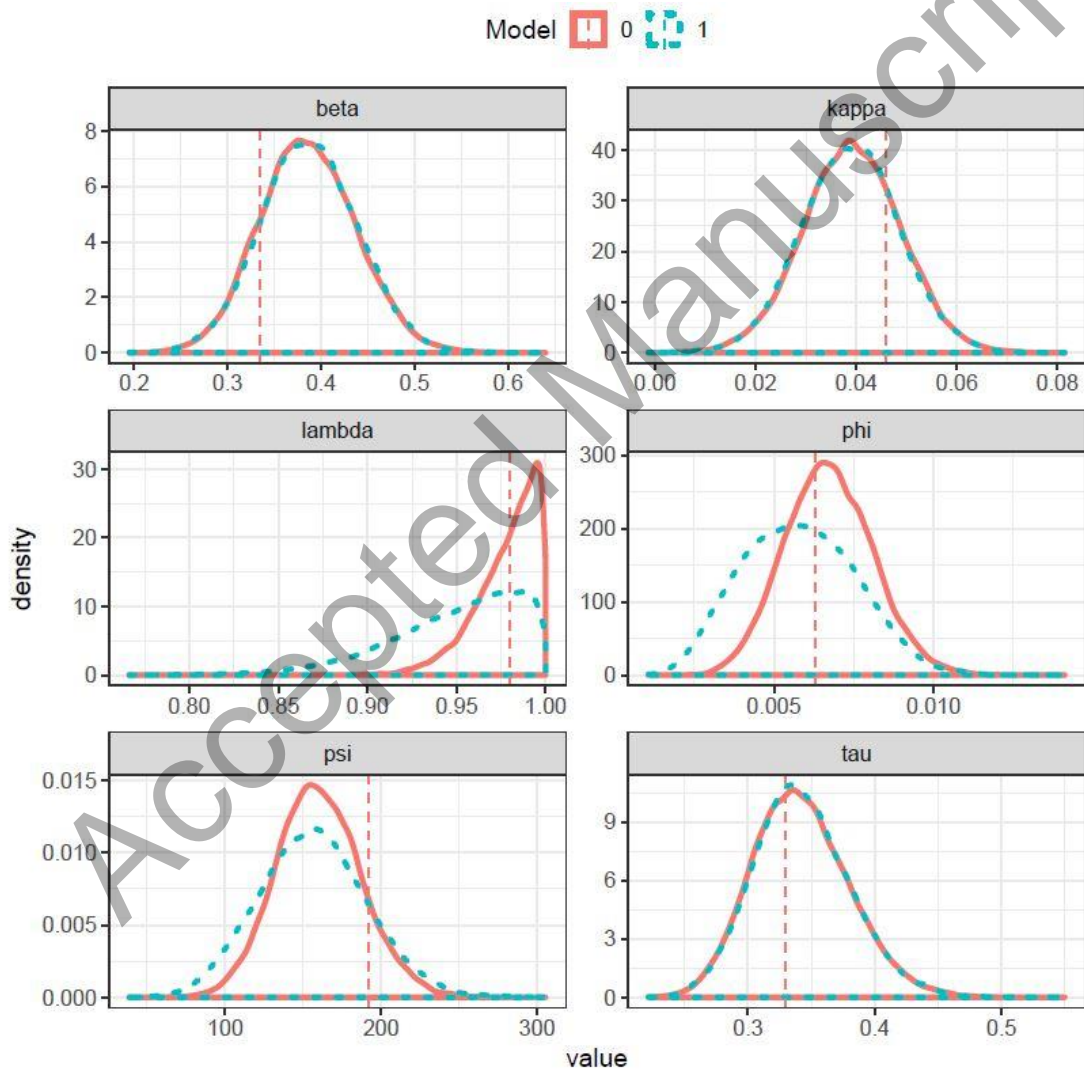 Model 0 1
beta
kappa
8
6
4
2
0
0.2 0.3 0.4 0.5 0.6
40
30
20
10
0
0.00 0.02 0.04 0.06 0.08
lambda
phi
30
20
10
0
0.80 0.85 0.90 0.95 1.00
300
200
100
0
0.005 0.010
psi
tau
0.015
0.010
0.005
0.000
100 200 300
9
6
3
0
0.3 0.4 0.5
density
value
Accepted Manuscrip